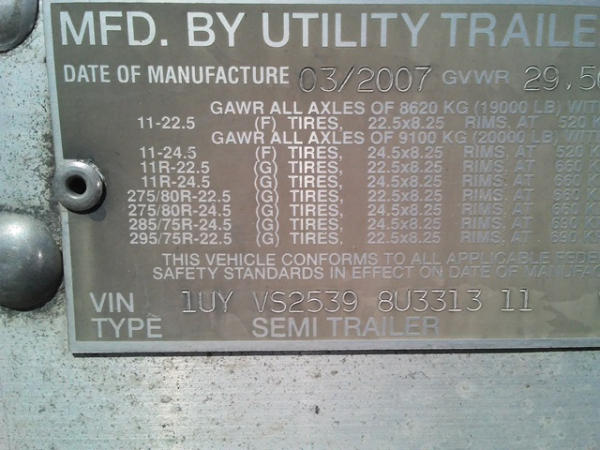 MFD. BY UTILITY TRAILE
DATE OF MANUFACTURE 03/2007 GVWR 29,50
GAWR ALL AXLES OF 8620 KG (19000 LB) WIT
11-22.5 (F) TIRES, 22.5x8.25 RIMS, AT 520 K
GAWR ALL AXLES OF 9100 KG (20000 LB) WIT
11-24.5 (F) TIRES, 24.5x8.25 RIMS, AT 520 K
11R-22.5 (G) TIRES, 22.5x8.25 RIMS, AT
11R-24.5 (G) TIRES, 24.5x8.25 RIMS, AT
275/80R-22.5 (G) TIRES, 22.5x8.25 RIMS, AT
275/80R-24.5 (G) TIRES, 24.5x8.25 RIMS, AT
285/75R-24.5 (G) TIRES, 24.5x8.25 RIMS, AT
295/75R-22.5 (G) TIRES, 22.5x8.25 RIMS, AT
THIS VEHICLE CONFORMS TO ALL APPLICABLE FEDE
SAFETY STANDARDS IN EFFECT ON DATE OF MANUFA
VIN 1UY VS2539 8U3313 11
TYPE SEMI TRAILER